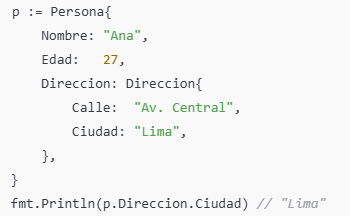 p := Persona{
    Nombre: "Ana",
    Edad:   27,
    Direccion: Direccion{
        Calle:  "Av. Central",
        Ciudad: "Lima",
    },
}
fmt.Println(p.Direccion.Ciudad) // "Lima"